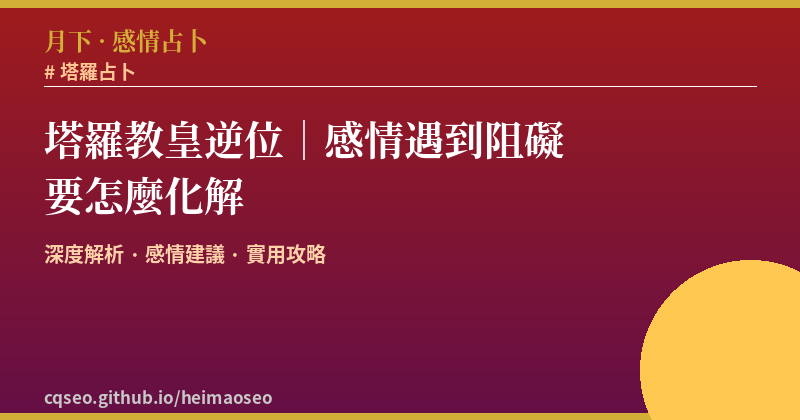 月下 · 感情占卜
# 塔羅占卜
塔羅教皇逆位｜感情遇到阻礙
要怎麼化解
深度解析 · 感情建議 · 實用攻略
cqseo.github.io/heimaoseo